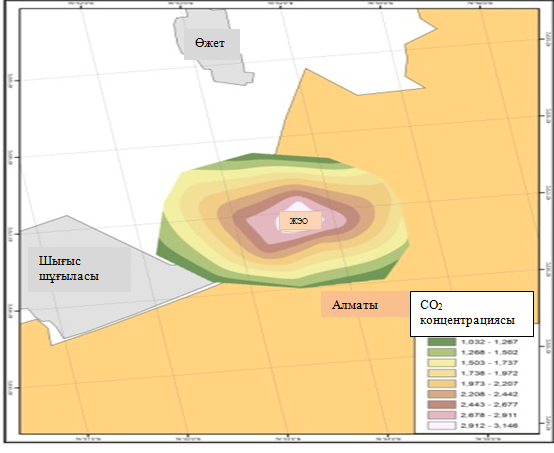 Өжет
ЖЭО
Шығыс
шұғыласы
Алматы
CO2
концентрациясы
1,032 - 1,267
1,268 - 1,502
1,503 - 1,737
1,738 - 1,972
1,973 - 2,207
2,208 - 2,442
2,443 - 2,677
2,678 - 2,911
2,912 - 3,146